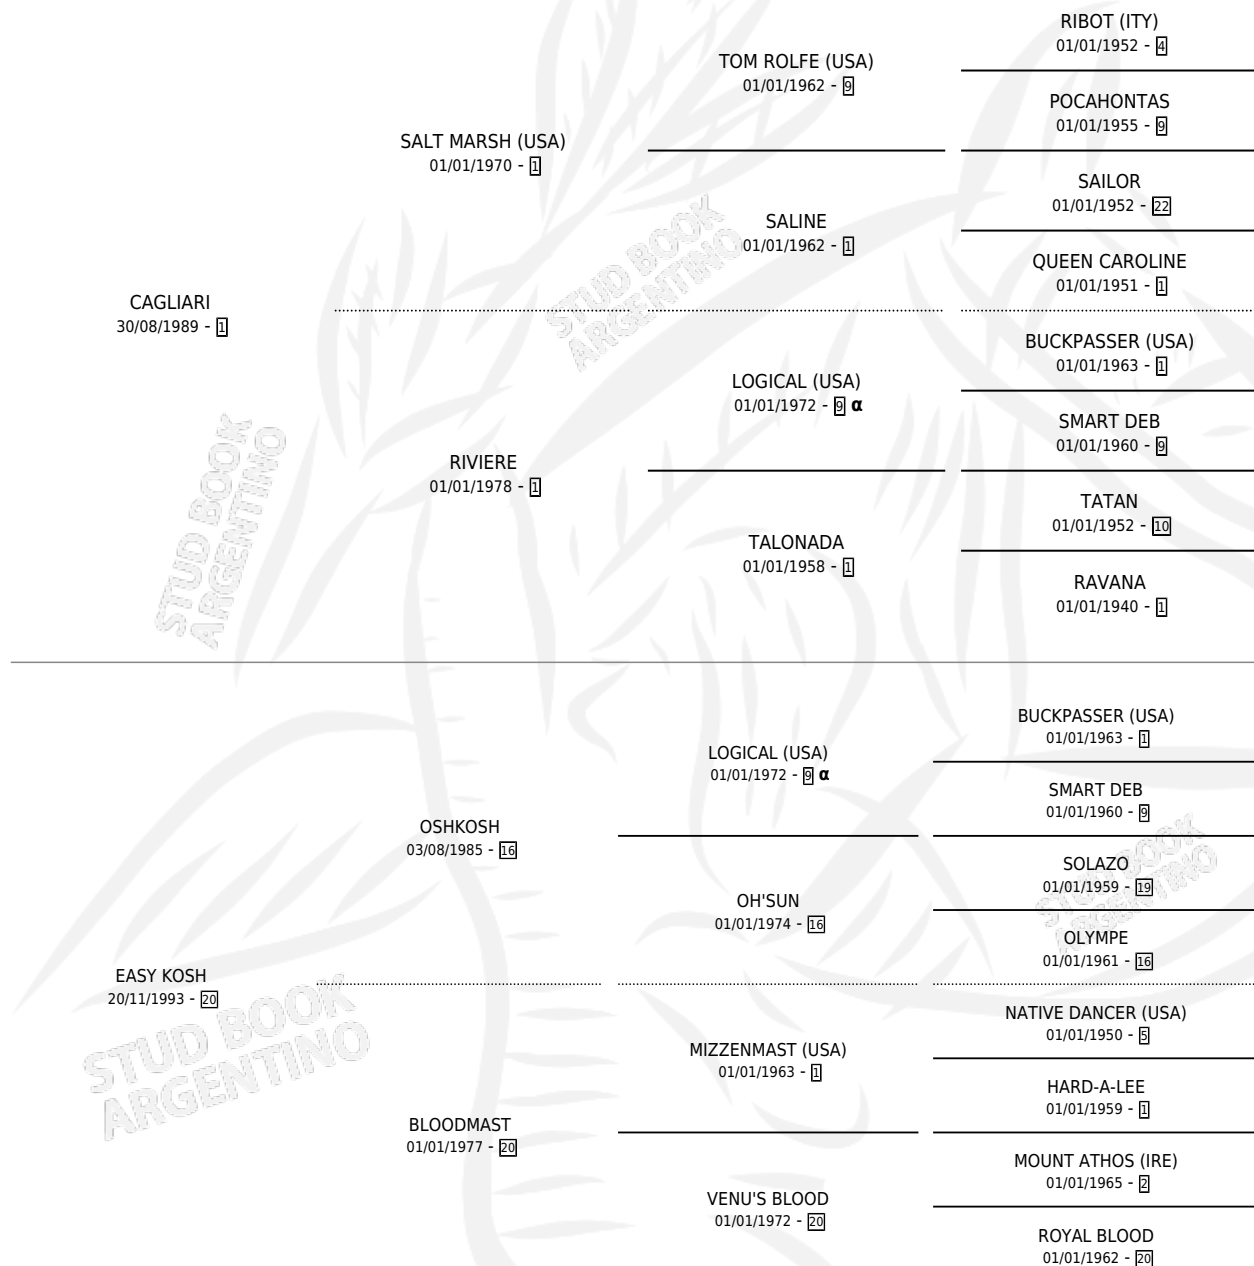 RIBOT (ITY)
01/01/1952 - 4
TOM ROLFE (USA)
01/01/1962 - 9
POCAHONTAS
01/01/1955 - 9
SALT MARSH (USA)
01/01/1970 - 1
SAILOR
01/01/1952 - 22
SALINE
01/01/1962 - 1
QUEEN CAROLINE
01/01/1951 - 1
CAGLIARI
30/08/1989 - 1
BUCKPASSER (USA)
01/01/1963 - 1
LOGICAL (USA)
01/01/1972 - 9 α
SMART DEB
01/01/1960 - 9
RIVIERE
01/01/1978 - 1
TATAN
01/01/1952 - 10
TALONADA
01/01/1958 - 1
RAVANA
01/01/1940 - 1
BUCKPASSER (USA)
01/01/1963 - 1
LOGICAL (USA)
01/01/1972 - 9 α
SMART DEB
01/01/1960 - 9
OSHKOSH
03/08/1985 - 16
SOLAZO
01/01/1959 - 19
OH'SUN
01/01/1974 - 16
OLYMPE
01/01/1961 - 16
EASY KOSH
20/11/1993 - 20
NATIVE DANCER (USA)
01/01/1950 - 5
MIZZENMAST (USA)
01/01/1963 - 1
HARD-A-LEE
01/01/1959 - 1
BLOODMAST
01/01/1977 - 20
MOUNT ATHOS (IRE)
01/01/1965 - 2
VENU'S BLOOD
01/01/1972 - 20
ROYAL BLOOD
01/01/1962 - 20
STUD BOOK
ARGENTINO
STUD BOOK
ARGENTINO
STUD BOOK
ARGENTINO
STUD BOOK
ARGENTINO